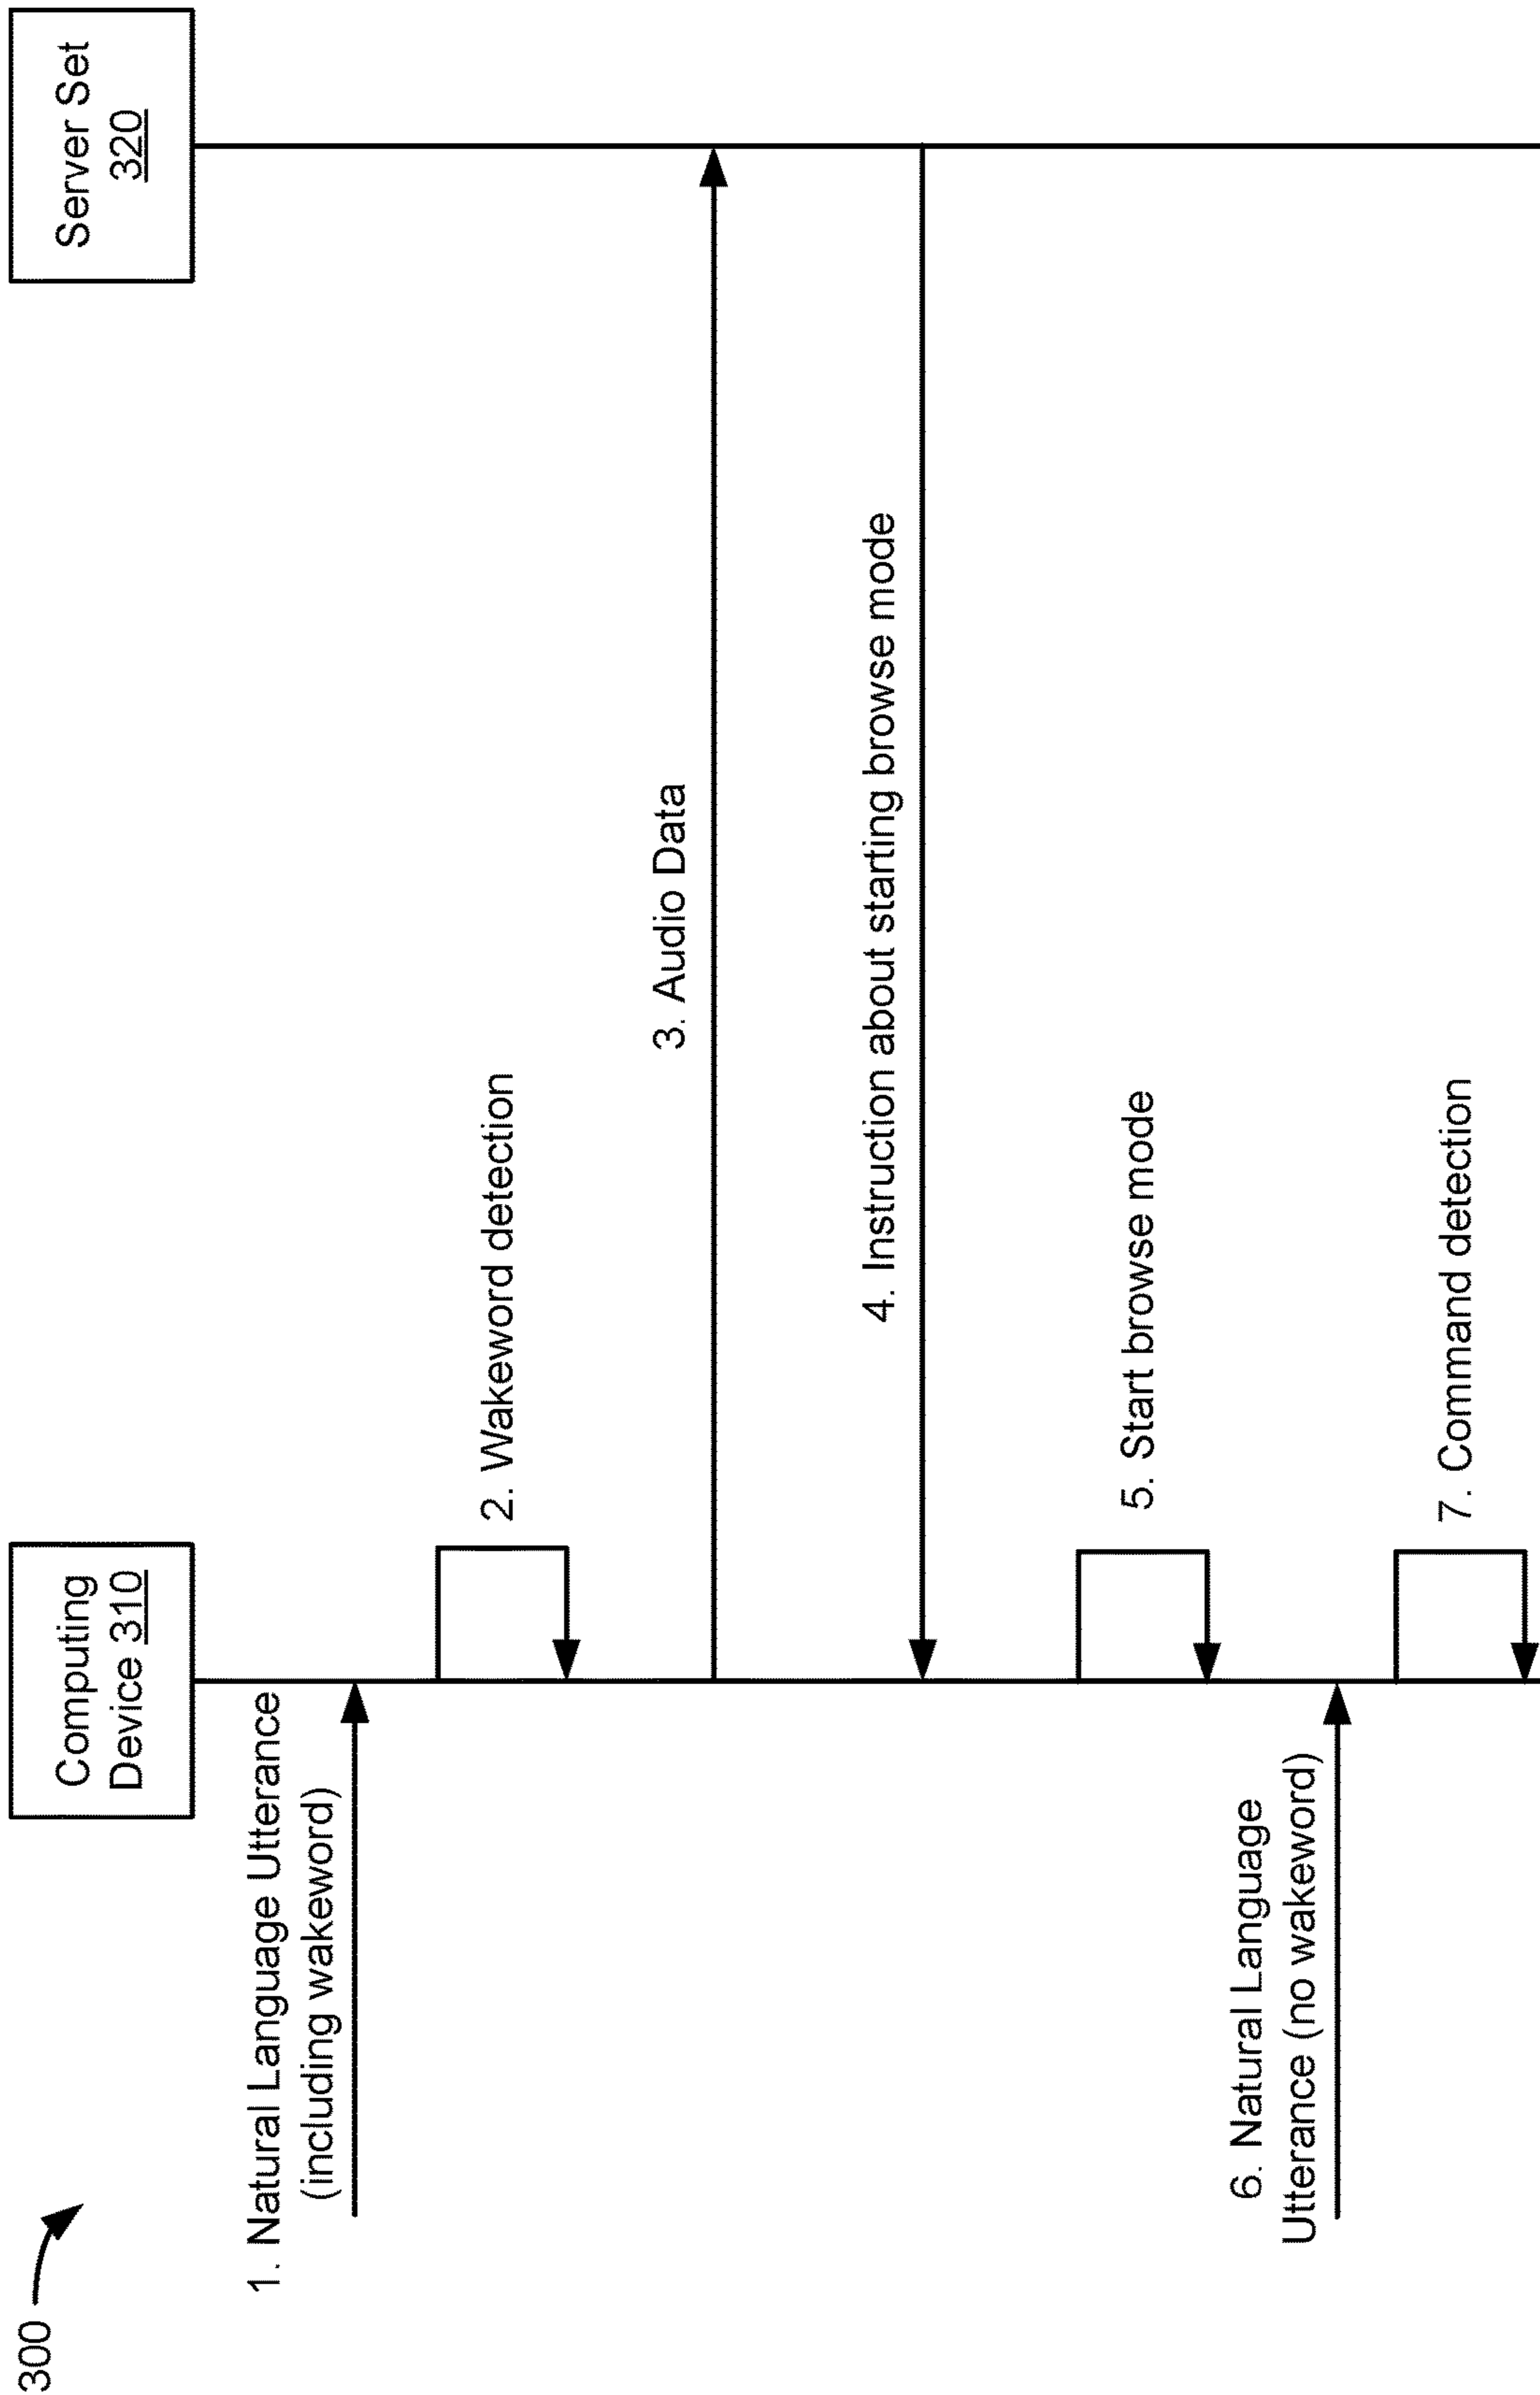 300
Computing
Device 310
Server Set
320
1. Natural Language Utterance
(including wakeword)
2. Wakeword detection
3. Audio Data
4. Instruction about starting browse mode
5. Start browse mode
6. Natural Language
Utterance (no wakeword)
7. Command detection